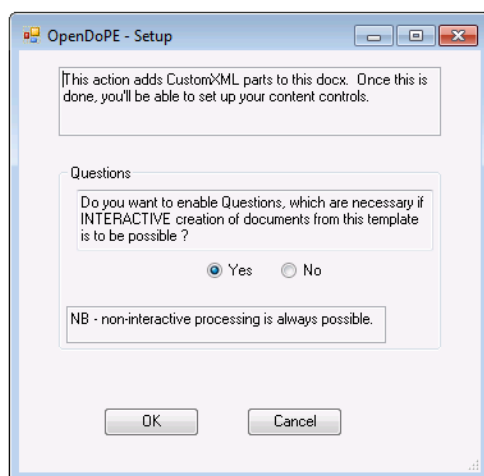 OpenDoPE - Setup
This action adds CustomXML parts to this docx.  Once this is
done, you'll be able to set up your content controls.
Questions
Do you want to enable Questions, which are necessary if
INTERACTIVE creation of documents from this template
is to be possible ?
Yes No
NB - non-interactive processing is always possible.
OK Cancel